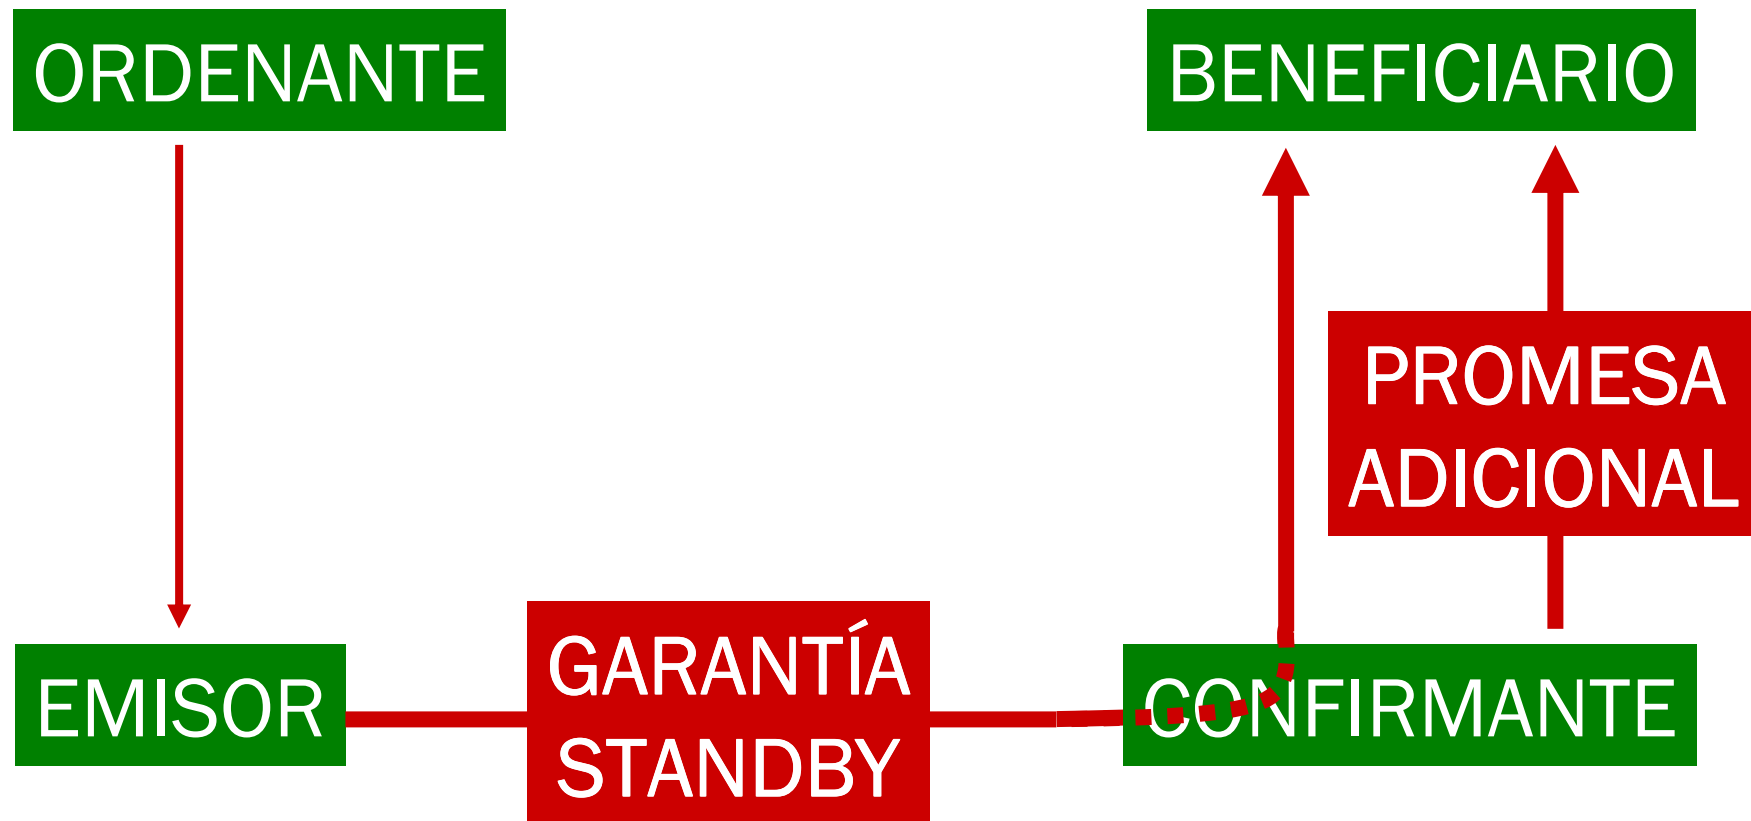 ORDENANTE
BENEFICIARIO
PROMESA
ADICIONAL
GARANTÍA
STANDBY
EMISOR
CONFIRMANTE